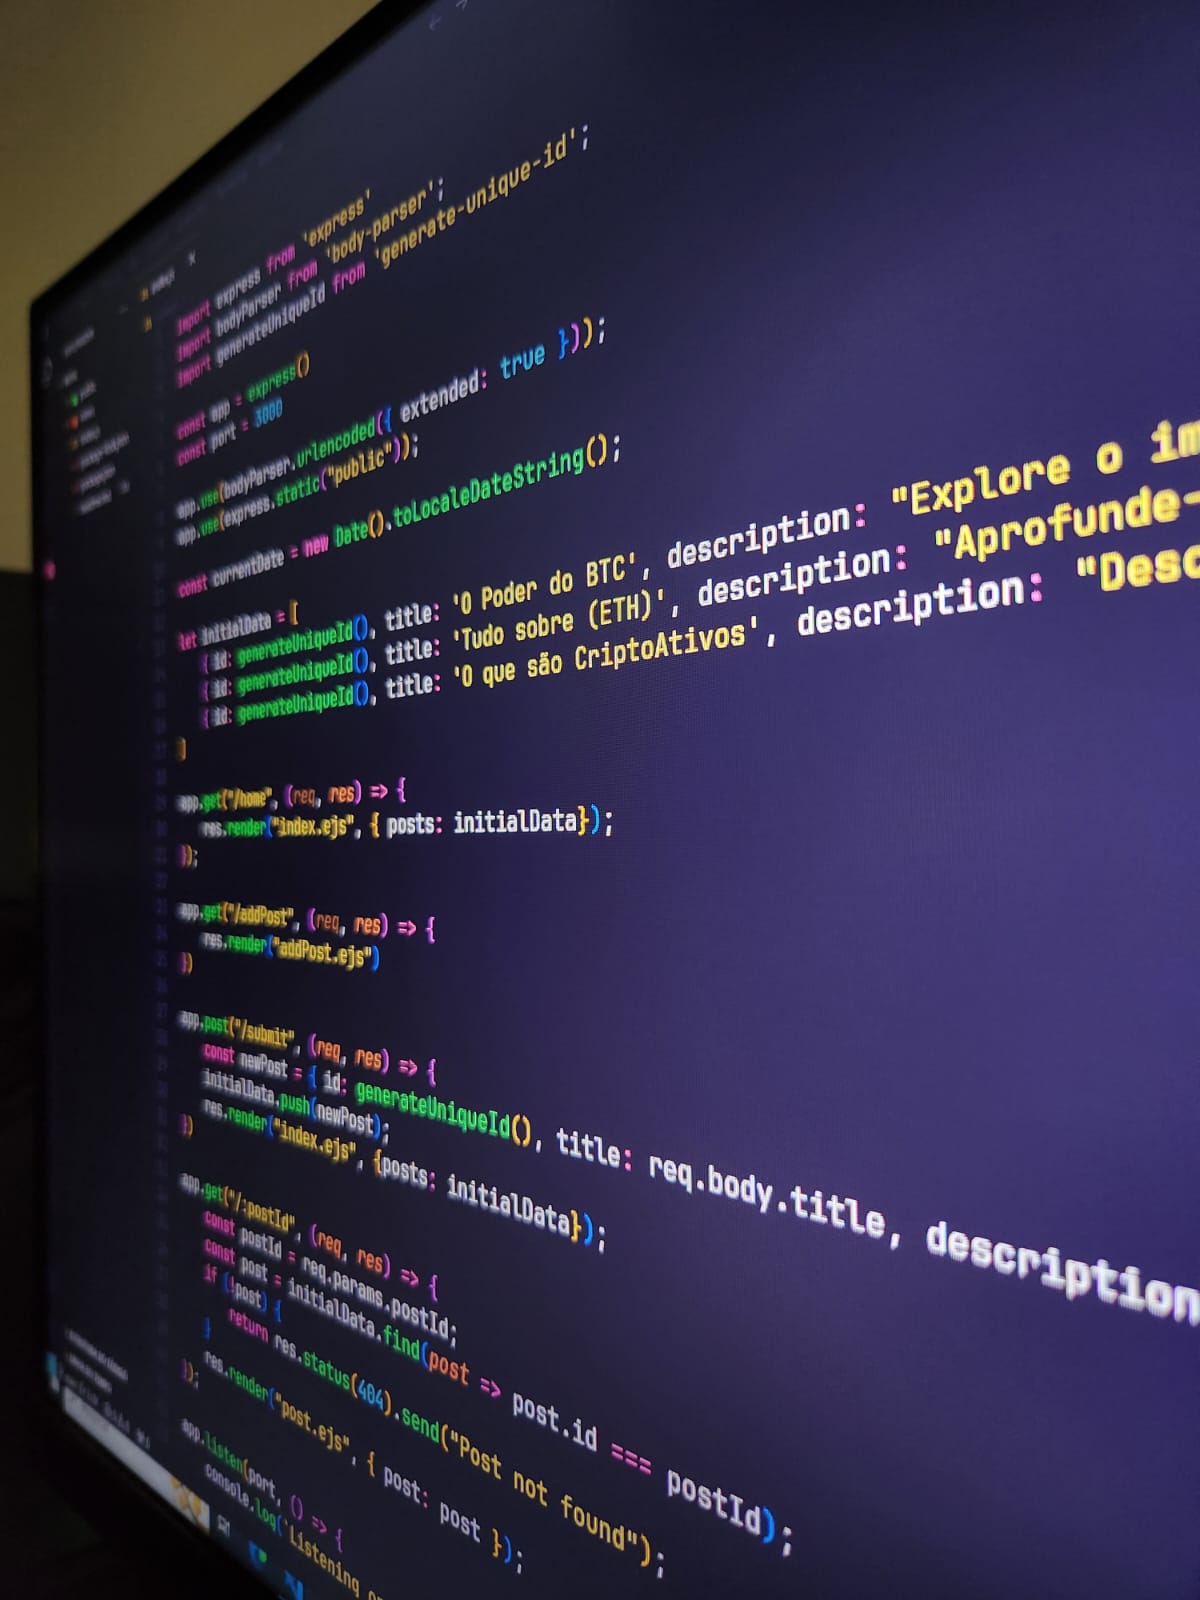 import express from 'express'
import bodyParser from 'body-parser';
import generateUniqueId from 'generate-unique-id';
const app = express()
const port = 3000
app.use(bodyParser.urlencoded({ extended: true }));
app.use(express.static("public"));
const currentDate = new Date().toLocaleDateString();
let initialData = [
{ id: generateUniqueId(), title: 'O Poder do BTC', description: "Explore o im
{ id: generateUniqueId(), title: 'Tudo sobre (ETH)', description: "Aprofunde-
{ id: generateUniqueId(), title: 'O que são CriptoAtivos', description: "Desc
]
app.get("/home", (req, res) => {
res.render("index.ejs", { posts: initialData});
});
app.get("/addPost", (req, res) => {
res.render("addPost.ejs")
})
app.post("/submit", (req, res) => {
const newPost = { id: generateUniqueId(), title: req.body.title, description
initialData.push(newPost);
res.render("index.ejs", {posts: initialData});
})
app.get("/:postId", (req, res) => {
const postId = req.params.postId;
const post = initialData.find(post => post.id === postId);
if (!post) {
return res.status(404).send("Post not found");
}
res.render("post.ejs", { post: post });
});
app.listen(port, () => {
console.log(`Listening